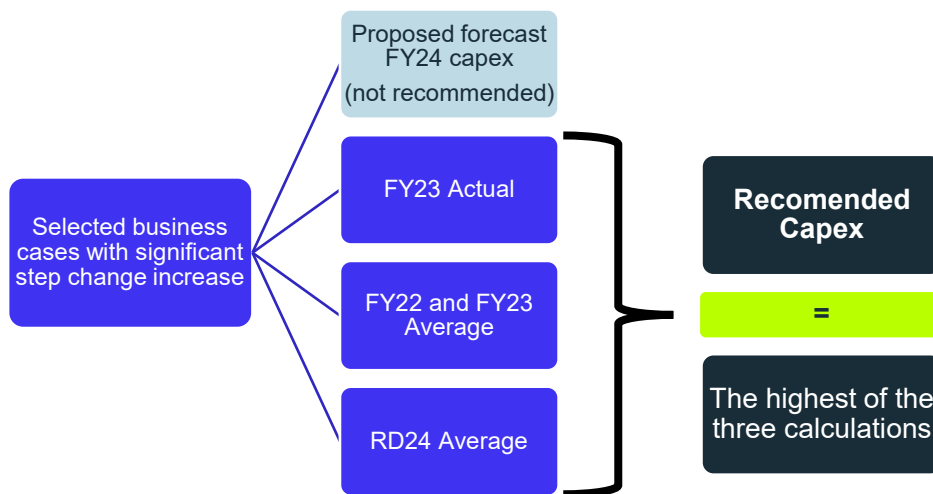 Proposed forecast
FY24 capex
(not recommended)
FY23 Actual
Selected business
cases with significant
step change increase
FY22 and FY23
Average
RD24 Average
Recomended
Capex
=
The highest of the
three calculations